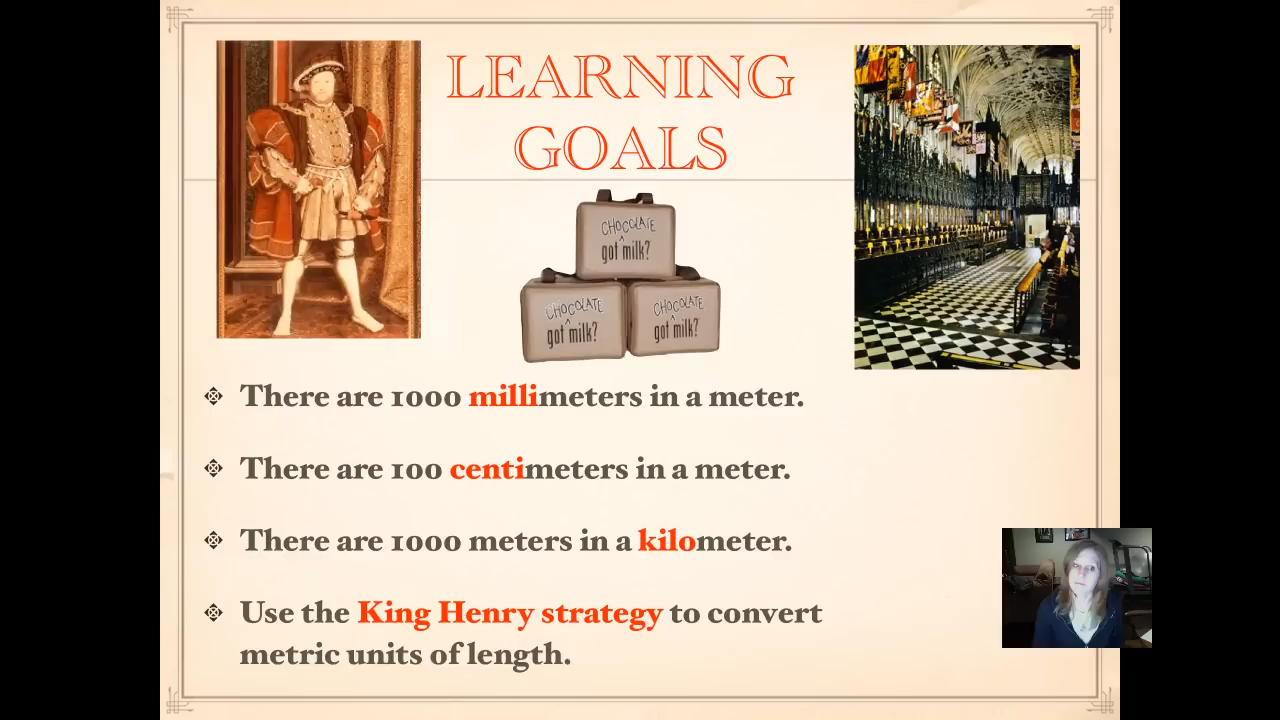 LEARNING
GOALS
CHOCOLATE
got ^ milk?
CHOCOLATE
got ^ milk?
CHOCOLATE
got ^ milk?
There are 1000 millimeters in a meter.
There are 100 centimeters in a meter.
There are 1000 meters in a kilometer.
Use the King Henry strategy to convert
metric units of length.